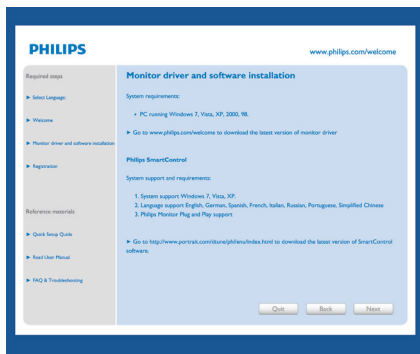 PHILIPS
www.philips.com/welcome
Required steps
Select Language:
Welcome
Monitor driver and software installation
Registration
Reference materials
Quick Setup Guide
Read User Manual
FAQ & Troubleshooting
Monitor driver and software installation
System requirements:
• PC running Windows 7, Vista, XP, 2000, 98.
Go to www.philips.com/welcome to download the latest version of monitor driver
Philips SmartControl
System support and requirements:
1. System support Windows 7, Vista, XP.
2. Language support English, German, Spanish, French, Italian, Russian, Portuguese, Simplified Chinese
3. Philips Monitor Plug and Play support
Go to http://www.portrait.com/dtune/philenu/index.html to download the latest version of SmartControl
software.
Quit
Back
Next